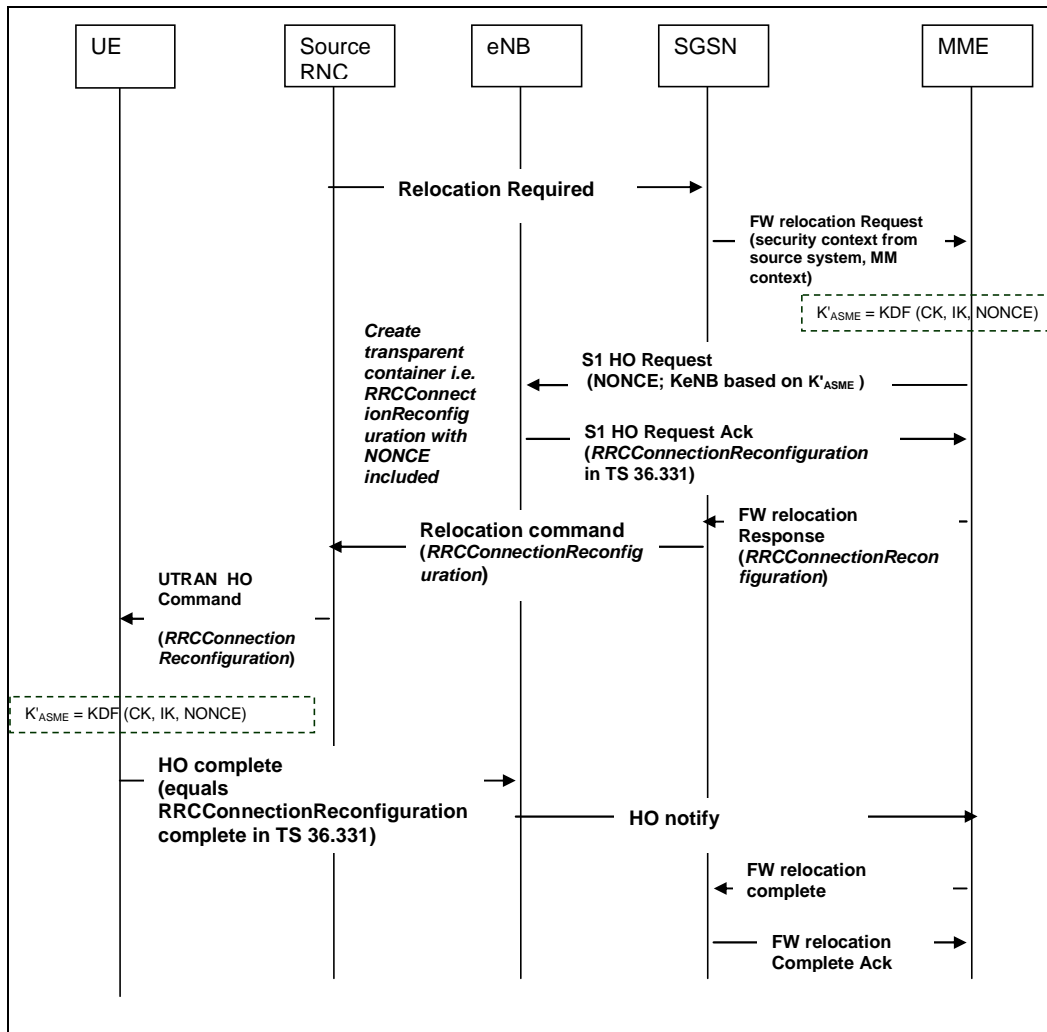 UE
Source
RNC
eNB
SGSN
MME
Relocation Required
FW relocation Request
(security context from
source system, MM
context)
K'ASME = KDF (CK, IK, NONCE)
Create
transparent
container i.e.
RRCConnect
ionReconfig
uration with
NONCE
included
S1 HO Request
(NONCE; KeNB based on K'ASME )
S1 HO Request Ack
(RRCConnectionReconfiguration
in TS 36.331)
FW relocation
Response
(RRCConnectionRecon
figuration)
Relocation command
(RRCConnectionReconfig
uration)
UTRAN HO
Command
(RRCConnection
Reconfiguration)
K'ASME = KDF (CK, IK, NONCE)
HO complete
(equals
RRCConnectionReconfiguration
complete in TS 36.331)
HO notify
FW relocation
complete
FW relocation
Complete Ack